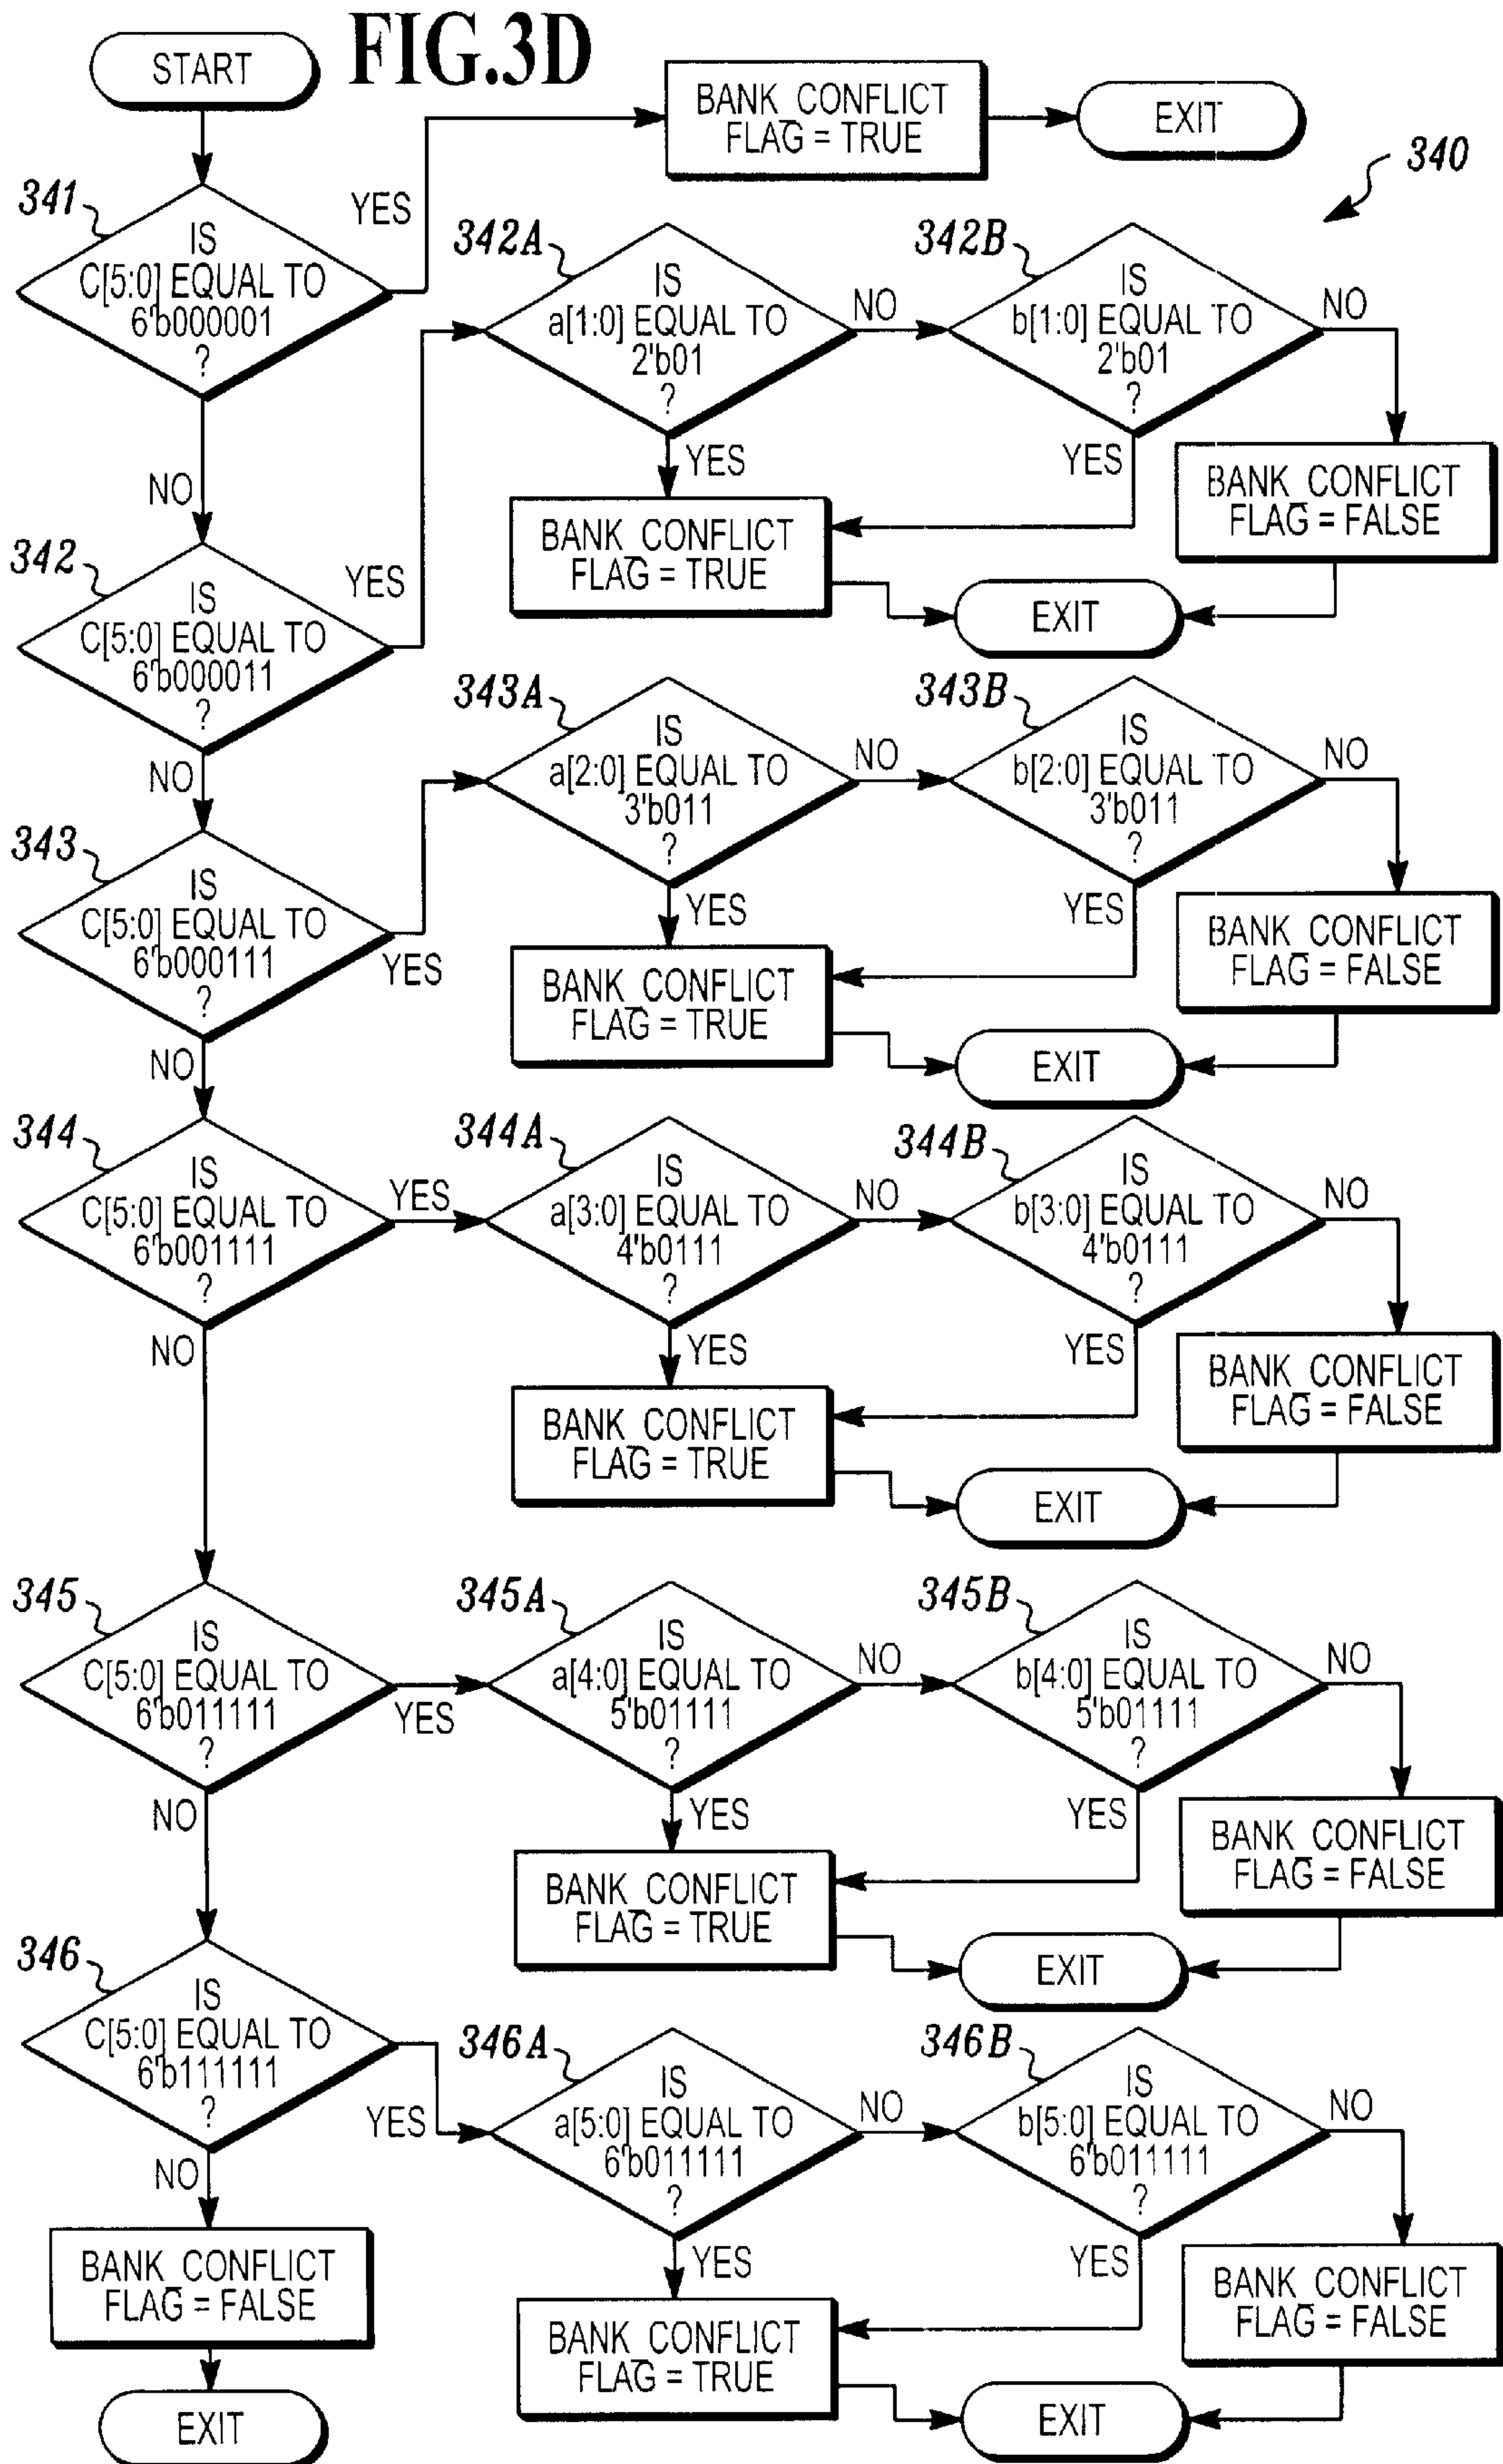 FIG.3D
START
BANK_CONFLICT
FLAG = TRUE
EXIT
340
341
IS
C[5:0] EQUAL TO
6'b000001
?
YES
NO
342
IS
C[5:0] EQUAL TO
6'b000011
?
YES
NO
342A
IS
a[1:0] EQUAL TO
2'b01
?
NO
YES
342B
IS
b[1:0] EQUAL TO
2'b01
?
NO
YES
BANK_CONFLICT
FLAG = TRUE
BANK_CONFLICT
FLAG = FALSE
EXIT
343
IS
C[5:0] EQUAL TO
6'b000111
?
YES
NO
343A
IS
a[2:0] EQUAL TO
3'b011
?
NO
YES
343B
IS
b[2:0] EQUAL TO
3'b011
?
NO
YES
BANK_CONFLICT
FLAG = TRUE
BANK_CONFLICT
FLAG = FALSE
EXIT
344
IS
C[5:0] EQUAL TO
6'b001111
?
YES
NO
344A
IS
a[3:0] EQUAL TO
4'b0111
?
NO
YES
344B
IS
b[3:0] EQUAL TO
4'b0111
?
NO
YES
BANK_CONFLICT
FLAG = TRUE
BANK_CONFLICT
FLAG = FALSE
EXIT
345
IS
C[5:0] EQUAL TO
6'b011111
?
YES
NO
345A
IS
a[4:0] EQUAL TO
5'b01111
?
NO
YES
345B
IS
b[4:0] EQUAL TO
5'b01111
?
NO
YES
BANK_CONFLICT
FLAG = TRUE
BANK_CONFLICT
FLAG = FALSE
EXIT
346
IS
C[5:0] EQUAL TO
6'b111111
?
YES
NO
346A
IS
a[5:0] EQUAL TO
6'b011111
?
NO
YES
346B
IS
b[5:0] EQUAL TO
6'b011111
?
NO
YES
BANK_CONFLICT
FLAG = FALSE
EXIT
BANK_CONFLICT
FLAG = TRUE
BANK_CONFLICT
FLAG = FALSE
EXIT